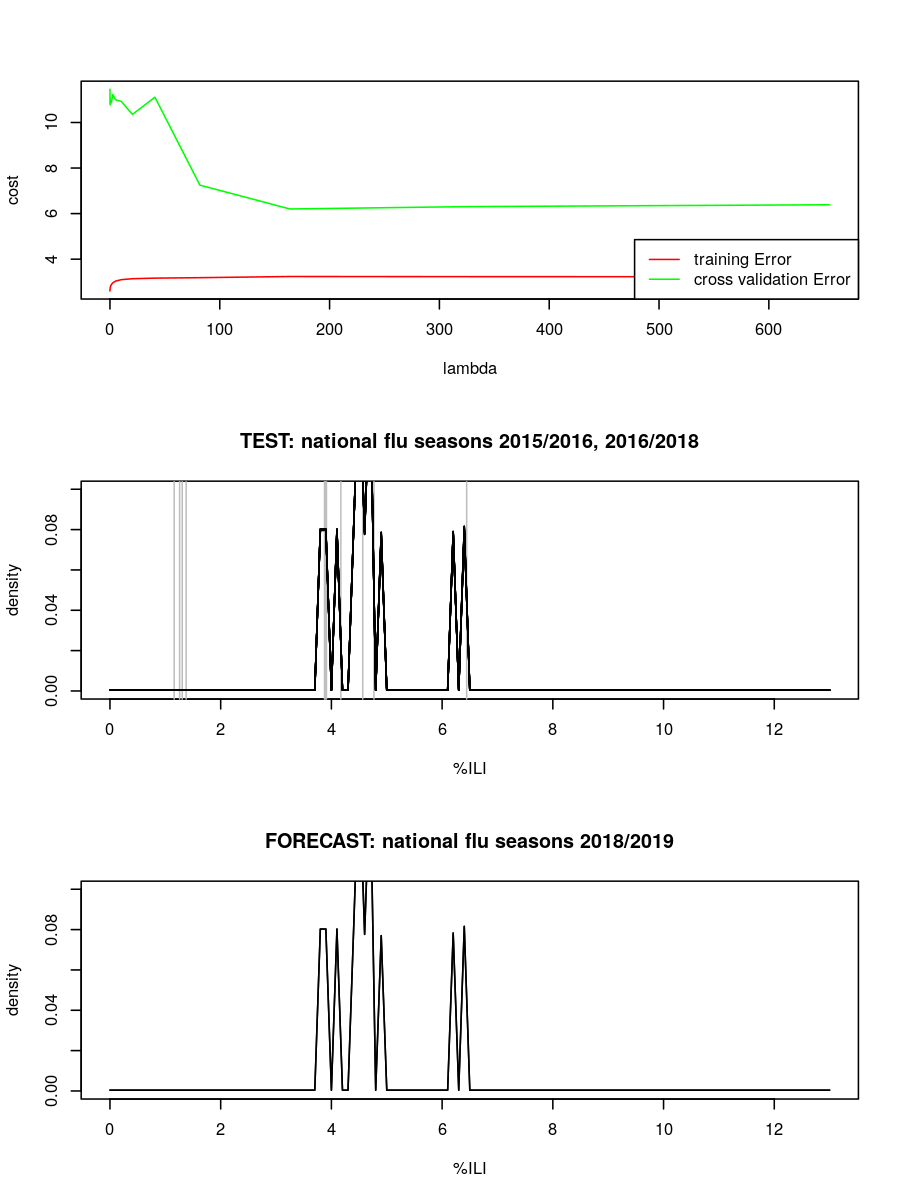 10
8
6
4
cost
training Error
cross validation Error
0 100 200 300 400 500 600
lambda
TEST: national flu seasons 2015/2016, 2016/2018
0.08
0.04
0.00
density
0 2 4 6 8 10 12
%ILI
FORECAST: national flu seasons 2018/2019
0.08
0.04
0.00
density
0 2 4 6 8 10 12
%ILI